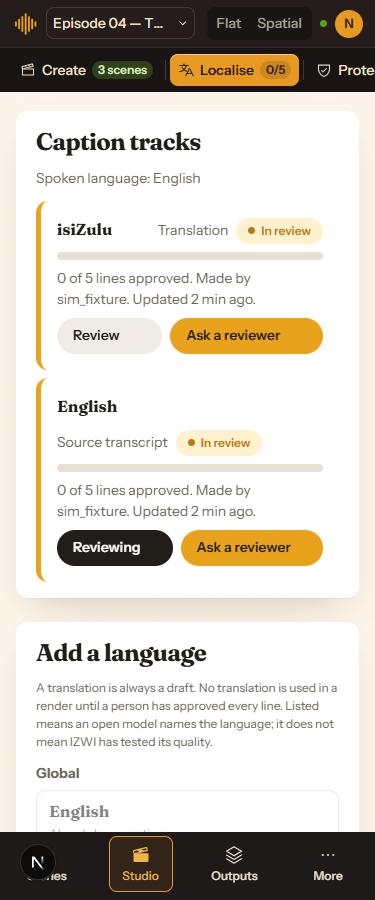 Episode 04 — T...
Flat
Spatial
N
Create
3 scenes
Localise
0/5
Prote
Caption tracks
Spoken language: English
isiZulu
Translation
In review
0 of 5 lines approved. Made by
sim_fixture. Updated 2 min ago.
Review
Ask a reviewer
English
Source transcript
In review
0 of 5 lines approved. Made by
sim_fixture. Updated 2 min ago.
Reviewing
Ask a reviewer
Add a language
A translation is always a draft. No translation is used in a
render until a person has approved every line. Listed
means an open model names the language; it does not
mean IZWI has tested its quality.
Global
English
N
Studio
Outputs
More